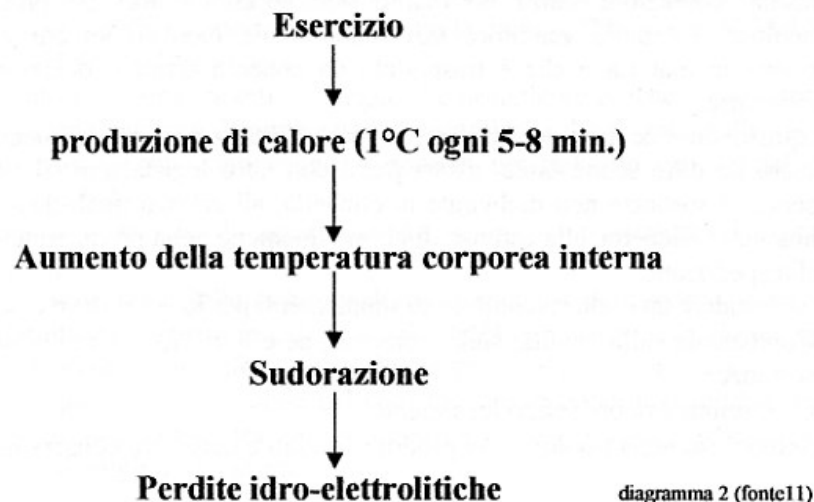 Esercizio
produzione di calore (1°C ogni 5-8 min.)
Aumento della temperatura corporea interna
Sudorazione
Perdite idro-elettrolitiche
diagramma 2 (fonte11)